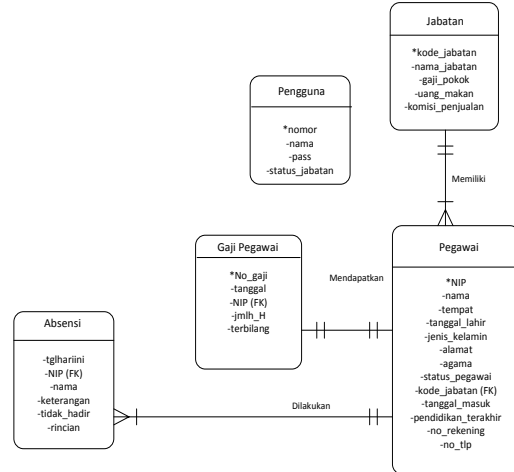 Jabatan
*kode_jabatan
-nama_jabatan
-gaji_pokok
-uang_makan
-komisi_penjualan
Pengguna
*nomor
-nama
-pass
-status_jabatan
Memiliki
Gaji Pegawai
*No_gaji
-tanggal
-NIP (FK)
-jmlh_H
-terbilang
Mendapatkan
Pegawai
*NIP
-nama
-tempat
-tanggal_lahir
-jenis_kelamin
-alamat
-agama
-status_pegawai
-kode_jabatan (FK)
-tanggal_masuk
-pendidikan_terakhir
-no_rekening
-no_tlp
Absensi
-tglhariini
-NIP (FK)
-nama
-keterangan
-tidak_hadir
-rincian
Dilakukan